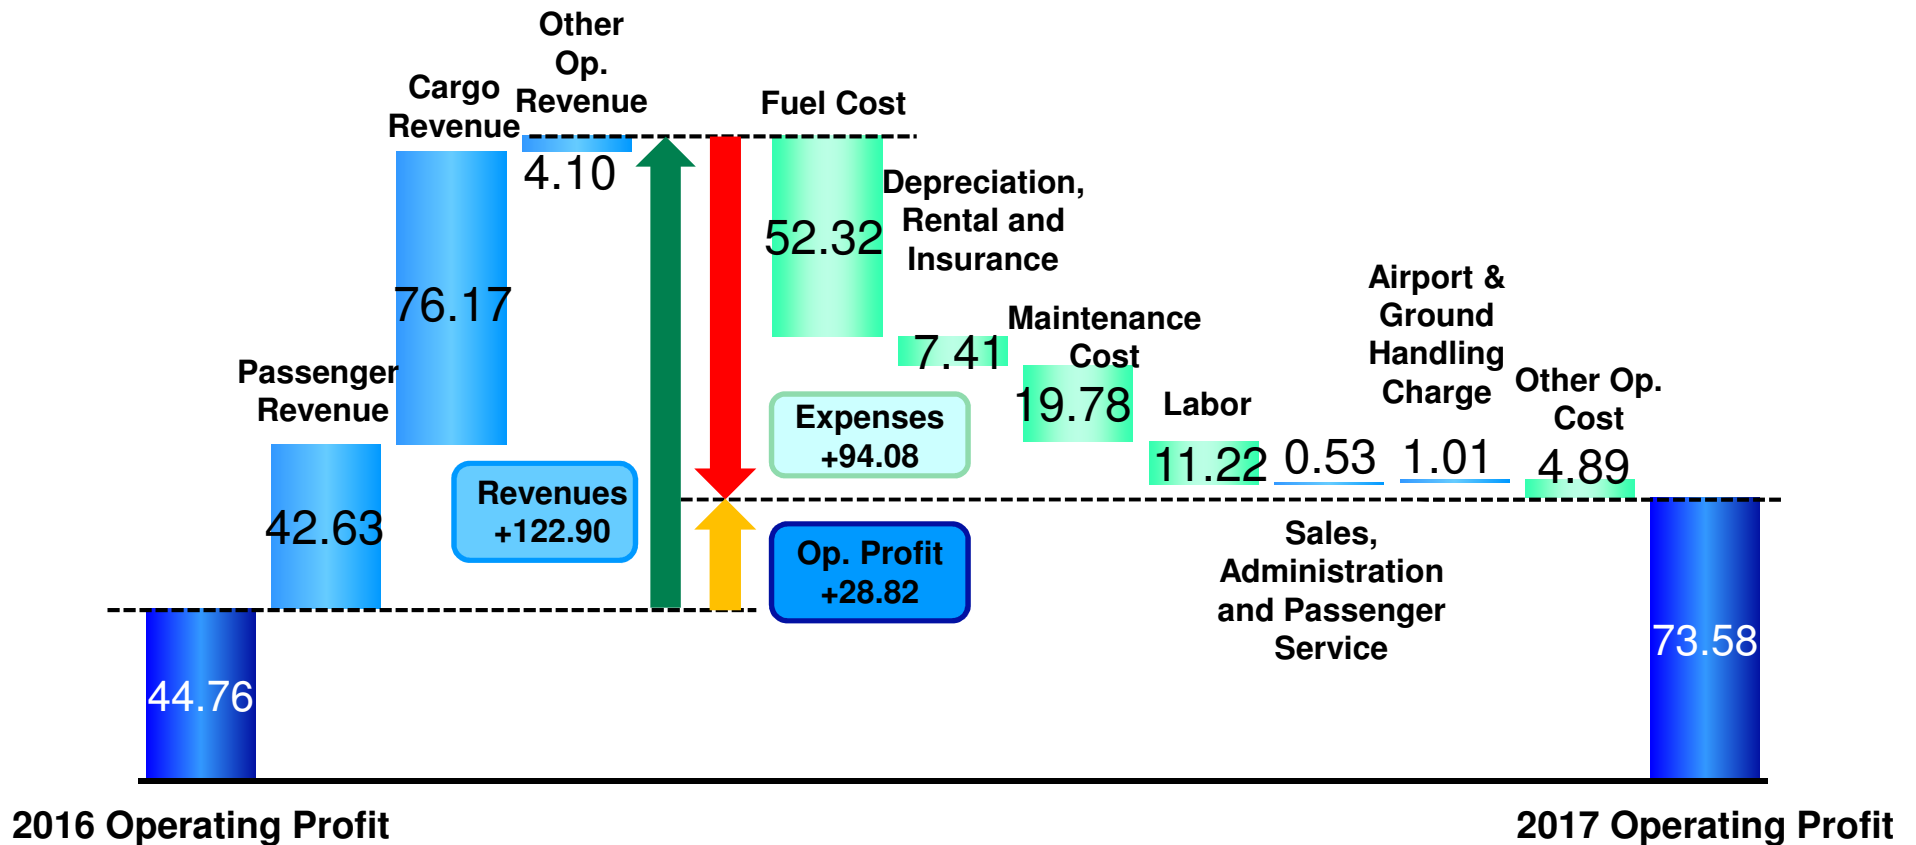 Other
Op.
Revenue
4.10
Cargo
Revenue
76.17
Passenger
Revenue
42.63
Revenues
+122.90
44.76
2016 Operating Profit
Fuel Cost
52.32
Depreciation,
Rental and
Insurance
7.41
Maintenance
Cost
19.78
Expenses
+94.08
Op. Profit
+28.82
Labor
11.22
0.53
Sales,
Administration
and Passenger
Service
Airport &
Ground
Handling
Charge
1.01
Other Op.
Cost
4.89
73.58
2017 Operating Profit